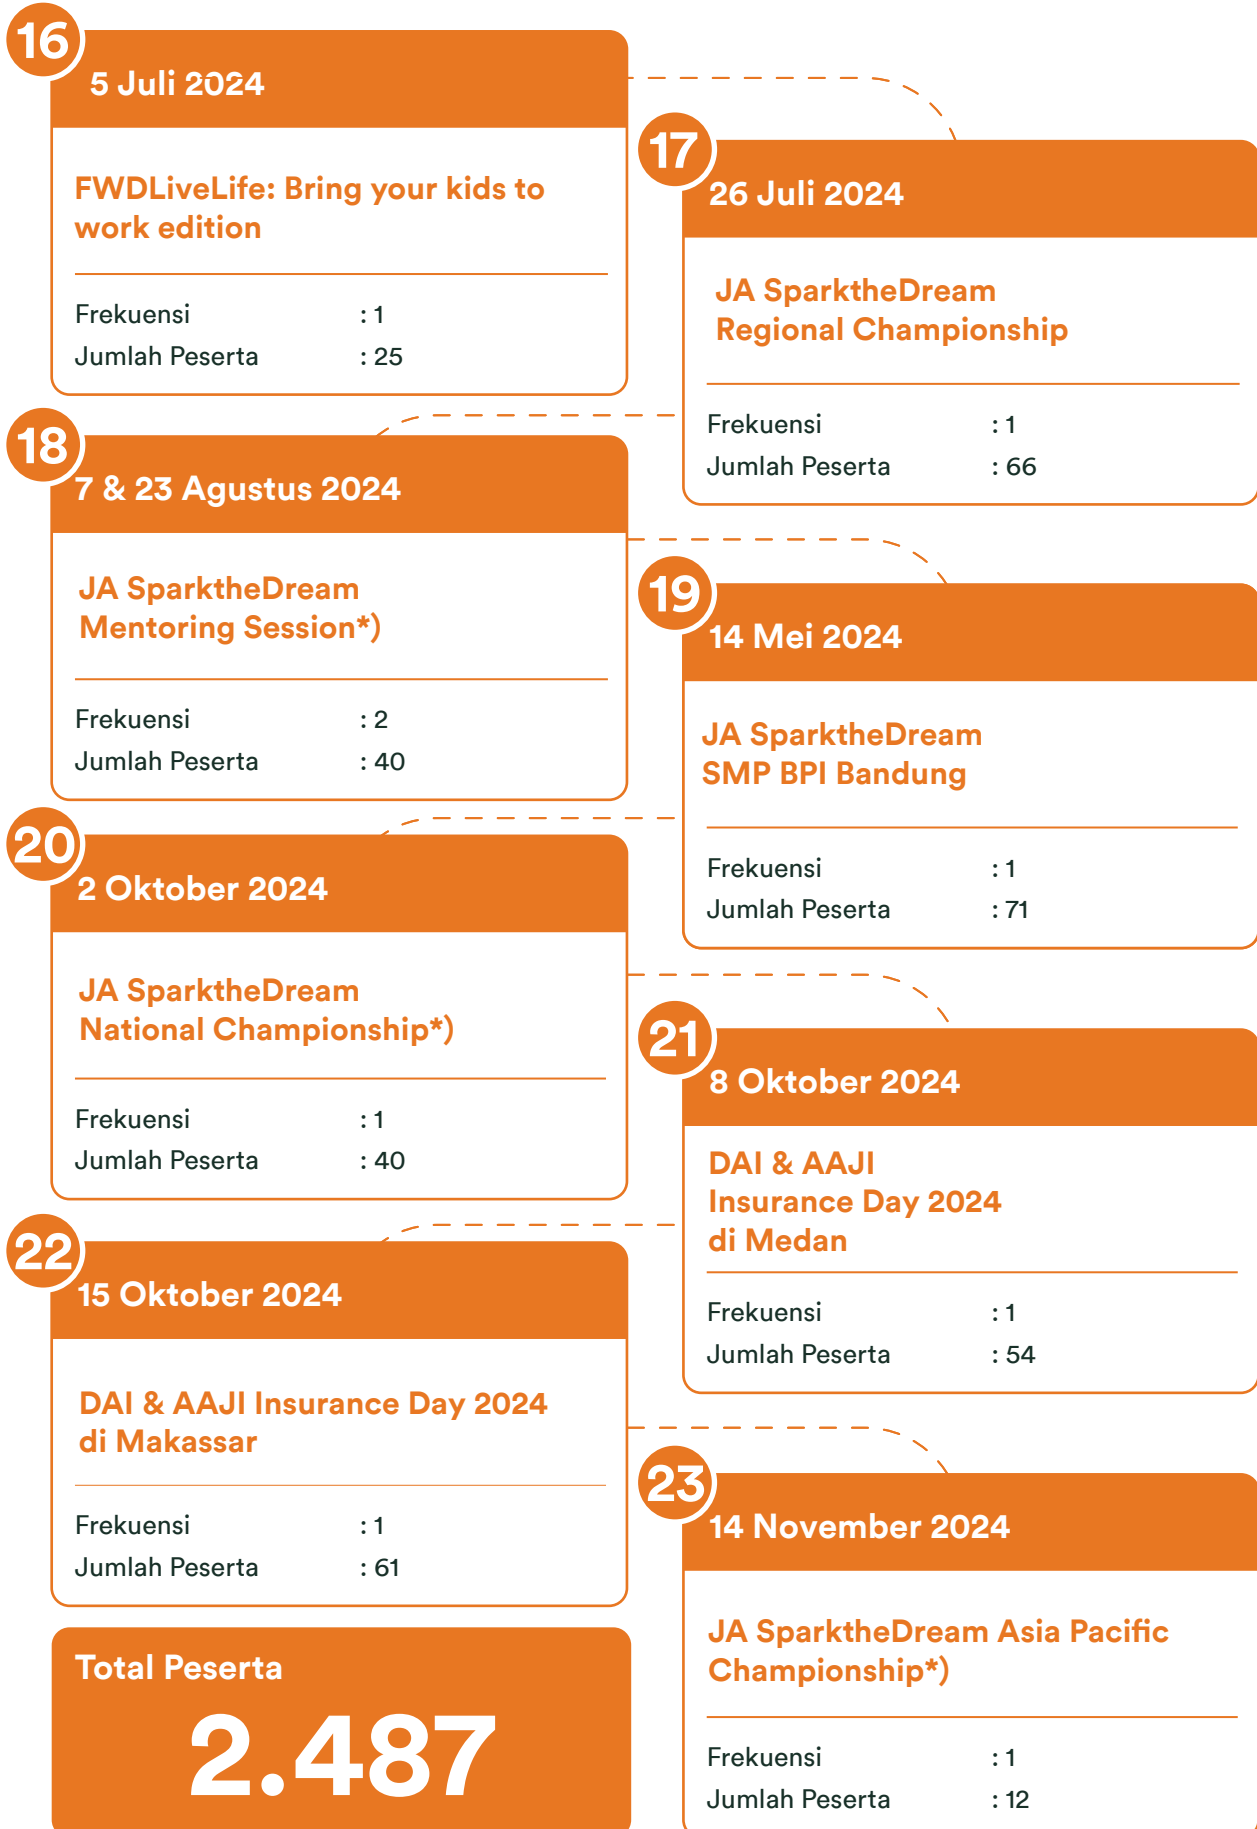 16
5 Juli 2024
FWDLiveLife: Bring your kids to
work edition
Frekuensi : 1
Jumlah Peserta : 25
17
26 Juli 2024
JA SparktheDream
Regional Championship
Frekuensi : 1
Jumlah Peserta : 66
18
7 & 23 Agustus 2024
JA SparktheDream
Mentoring Session*)
Frekuensi : 2
Jumlah Peserta : 40
19
14 Mei 2024
JA SparktheDream
SMP BPI Bandung
Frekuensi : 1
Jumlah Peserta : 71
20
2 Oktober 2024
JA SparktheDream
National Championship*)
Frekuensi : 1
Jumlah Peserta : 40
21
8 Oktober 2024
DAI & AAJI
Insurance Day 2024
di Medan
Frekuensi : 1
Jumlah Peserta : 54
22
15 Oktober 2024
DAI & AAJI Insurance Day 2024
di Makassar
Frekuensi : 1
Jumlah Peserta : 61
23
14 November 2024
JA SparktheDream Asia Pacific
Championship*)
Frekuensi : 1
Jumlah Peserta : 12
Total Peserta
2.487